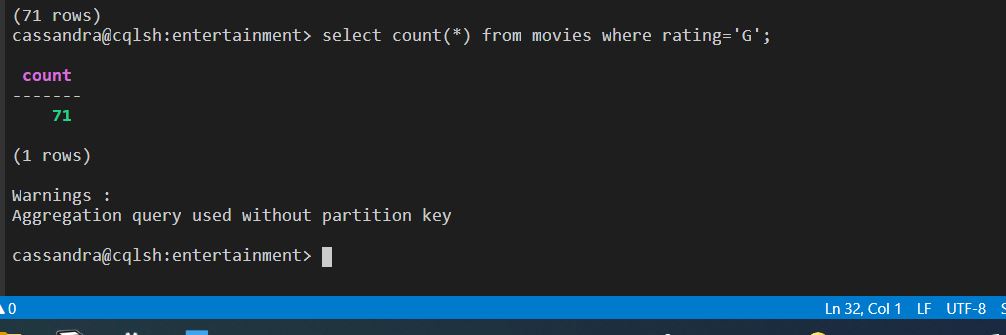 (71 rows)
cassandra@cqlsh:entertainment> select count(*) from movies where rating='G';
count
-------
71
(1 rows)
Warnings :
Aggregation query used without partition key
cassandra@cqlsh:entertainment>
0 Ln 32, Col 1 LF UTF-8 S